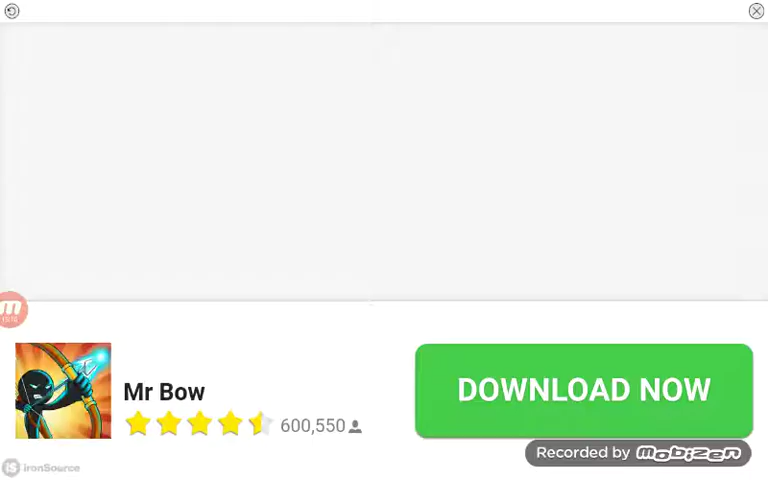 Mr Bow
DOWNLOAD NOW
600,550
Recorded by mobizen
ironSource